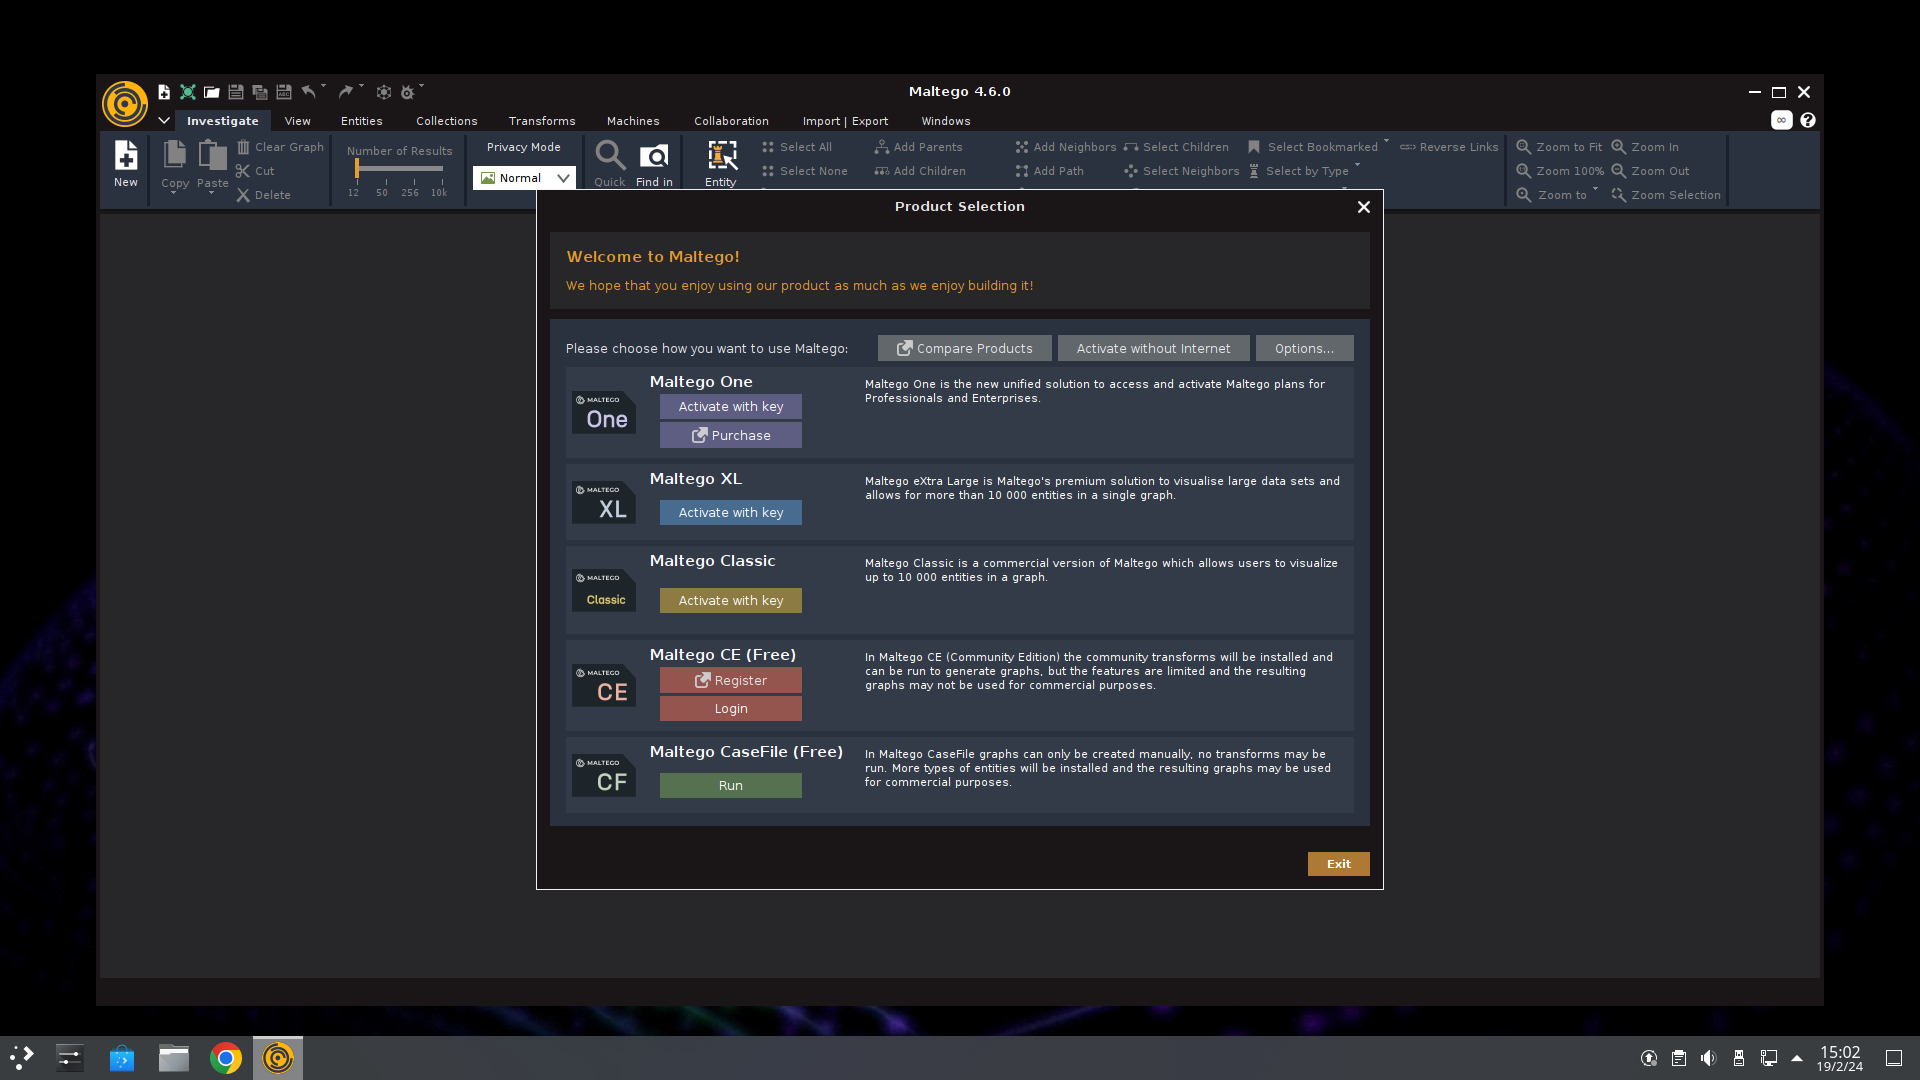 Maltego 4.6.0
Investigate View Entities Collections Transforms Machines Collaboration Import | Export Windows
New
Copy
Paste
Clear Graph
Cut
Delete
Number of Results
12 50 256 10k
Privacy Mode
Normal
Quick
Find in
Entity
Select All
Select None
Add Parents
Add Children
Add Neighbors
Add Path
Select Children
Select Neighbors
Select Bookmarked
Select by Type
Reverse Links
Zoom to Fit
Zoom 100%
Zoom to
Zoom In
Zoom Out
Zoom Selection
Product Selection
Welcome to Maltego!
We hope that you enjoy using our product as much as we enjoy building it!
Please choose how you want to use Maltego:
Compare Products
Activate without Internet
Options...
MALTEGO
One
Maltego One
Activate with key
Purchase
Maltego One is the new unified solution to access and activate Maltego plans for
Professionals and Enterprises.
MALTEGO
XL
Maltego XL
Activate with key
Maltego eXtra Large is Maltego's premium solution to visualise large data sets and
allows for more than 10 000 entities in a single graph.
MALTEGO
Classic
Maltego Classic
Activate with key
Maltego Classic is a commercial version of Maltego which allows users to visualize
up to 10 000 entities in a graph.
MALTEGO
CE
Maltego CE (Free)
Register
Login
In Maltego CE (Community Edition) the community transforms will be installed and
can be run to generate graphs, but the features are limited and the resulting
graphs may not be used for commercial purposes.
MALTEGO
CF
Maltego CaseFile (Free)
Run
In Maltego CaseFile graphs can only be created manually, no transforms may be
run. More types of entities will be installed and the resulting graphs may be used
for commercial purposes.
Exit
15:02
19/2/24